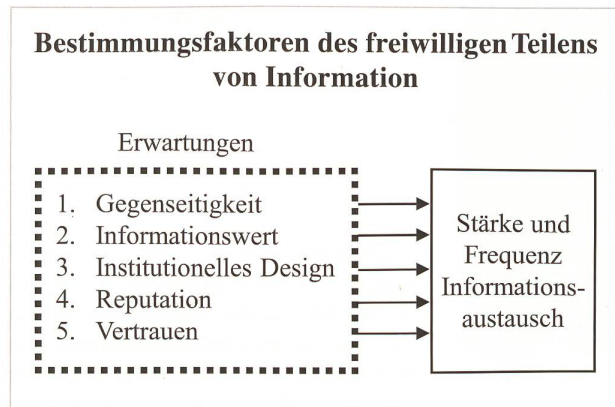 Bestimmungsfaktoren des freiwilligen Teilens
von Information
Erwartungen
1. Gegenseitigkeit
2. Informationswert
3. Institutionelles Design
4. Reputation
5. Vertrauen
Stärke und
Frequenz
Informations-
austausch